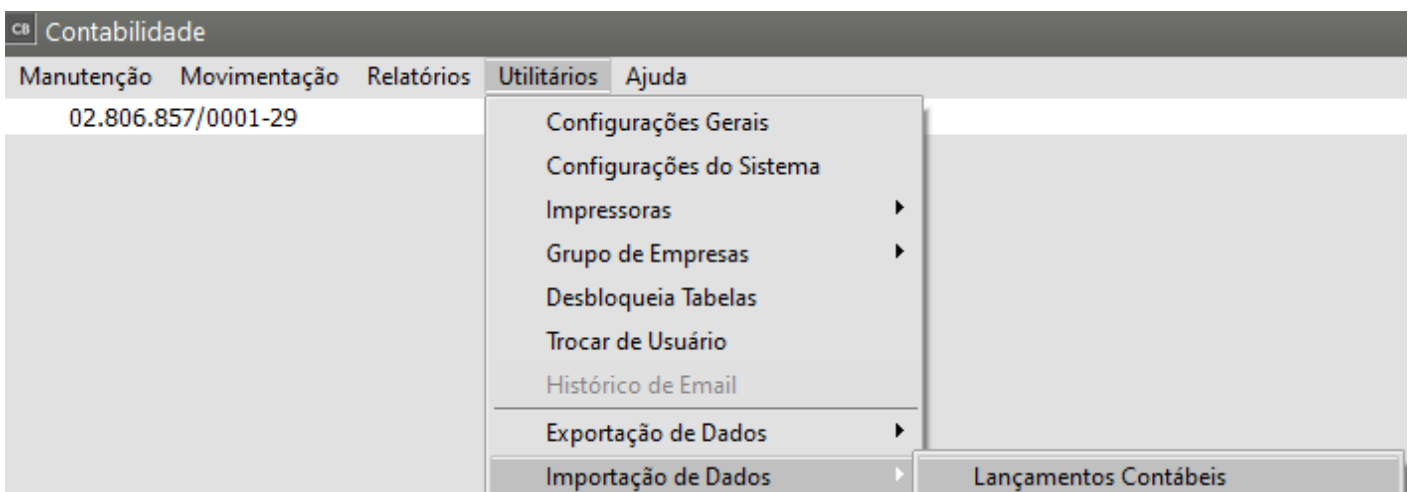 CB Contabilidade
Manutenção Movimentação Relatórios Utilitários Ajuda
02.806.857/0001-29
Configurações Gerais
Configurações do Sistema
Impressoras
Grupo de Empresas
Desbloqueia Tabelas
Trocar de Usuário
Histórico de Email
Exportação de Dados
Importação de Dados Lançamentos Contábeis